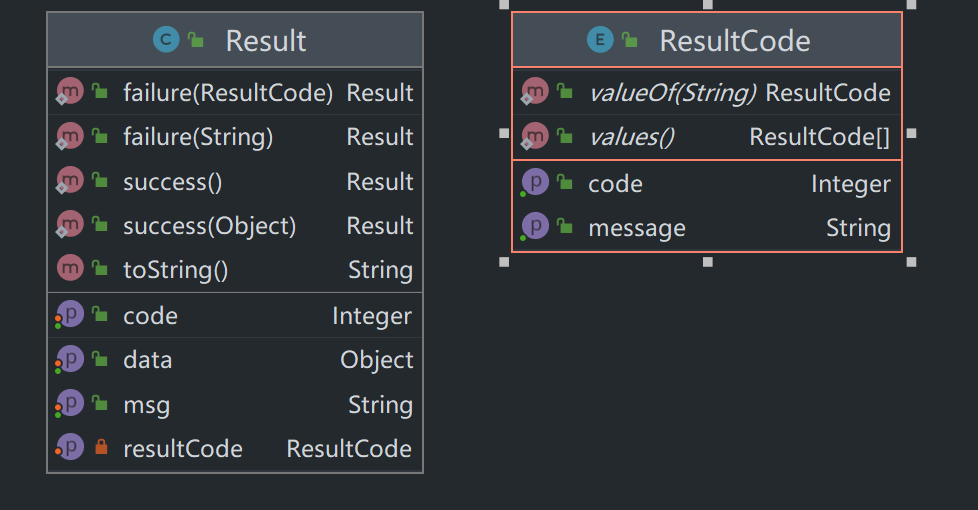 C Result
m failure(ResultCode) Result
m failure(String) Result
m success() Result
m success(Object) Result
m toString() String
p code Integer
p data Object
p msg String
p resultCode ResultCode
E ResultCode
m valueOf(String) ResultCode
m values() ResultCode[]
p code Integer
p message String